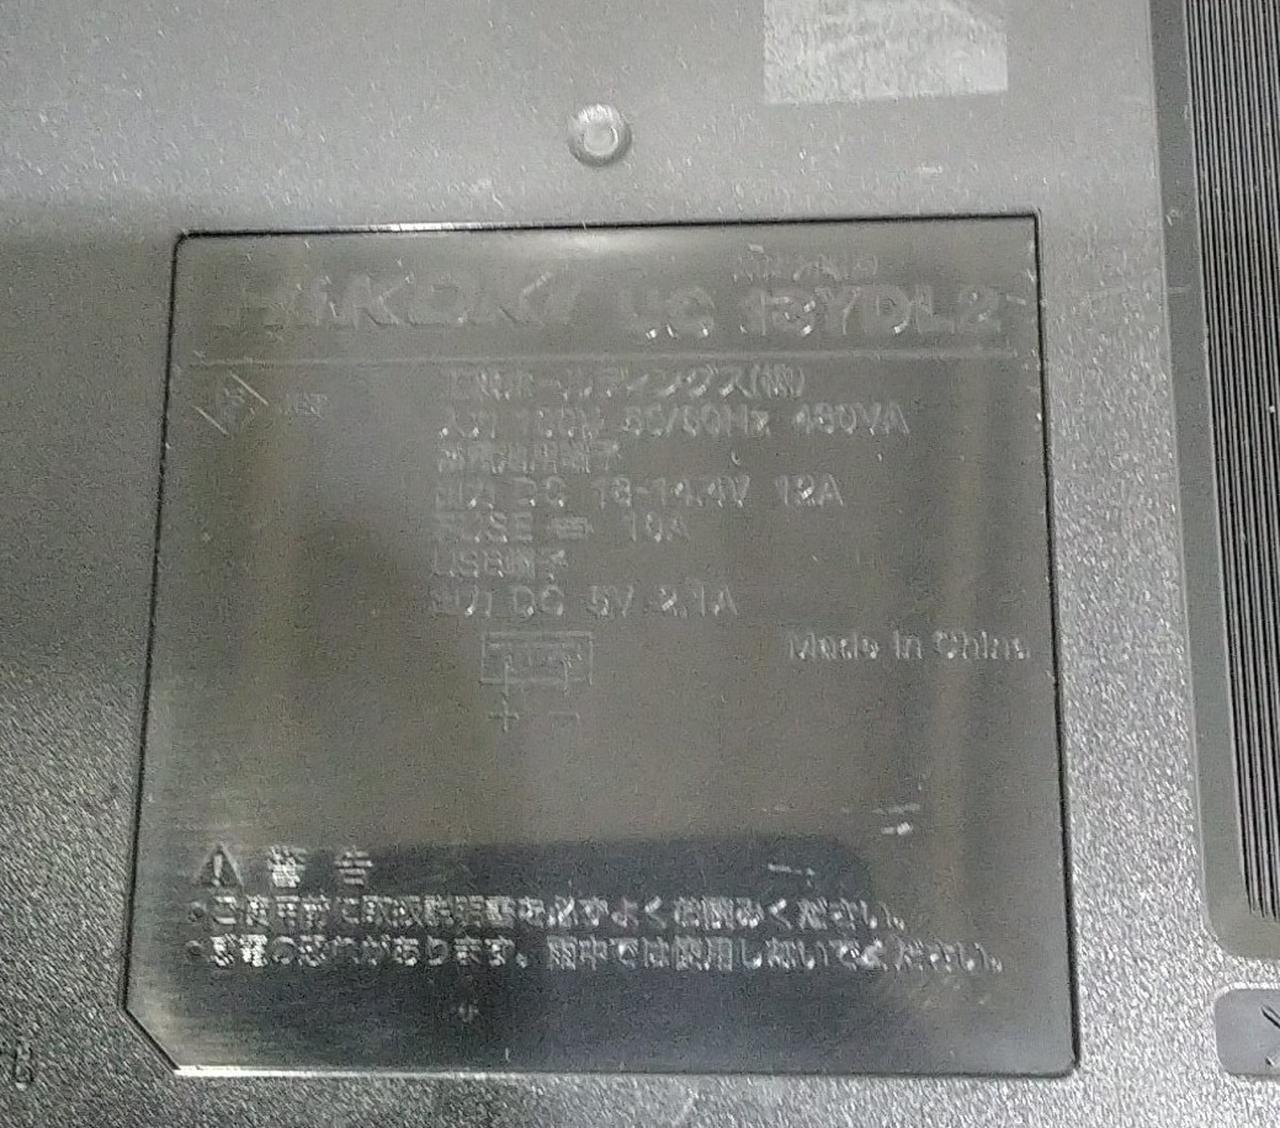 HiKOKI UC 18YDL2
工機ホールディングス(株)
入力 100V 50/60Hz 480VA
充電池用端子
出力 DC 18-14.4V 12A
FUSE 10A
USB端子
出力 DC 5V 2.1A
Made in China
+ −
⚠ 警告
・ご使用前に取扱説明書を必ずよくお読みください。
・感電の恐れがあります。雨中では使用しないでください。